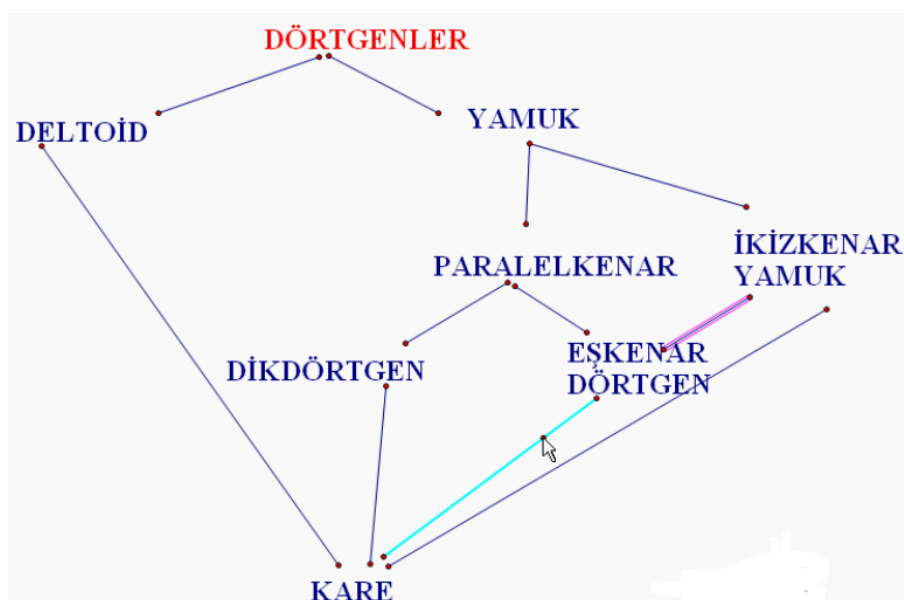 DÖRTGENLER
DELTOİD
YAMUK
İKİZKENAR
YAMUK
PARALELKENAR
DİKDÖRTGEN
EŞKENAR
DÖRTGEN
KARE